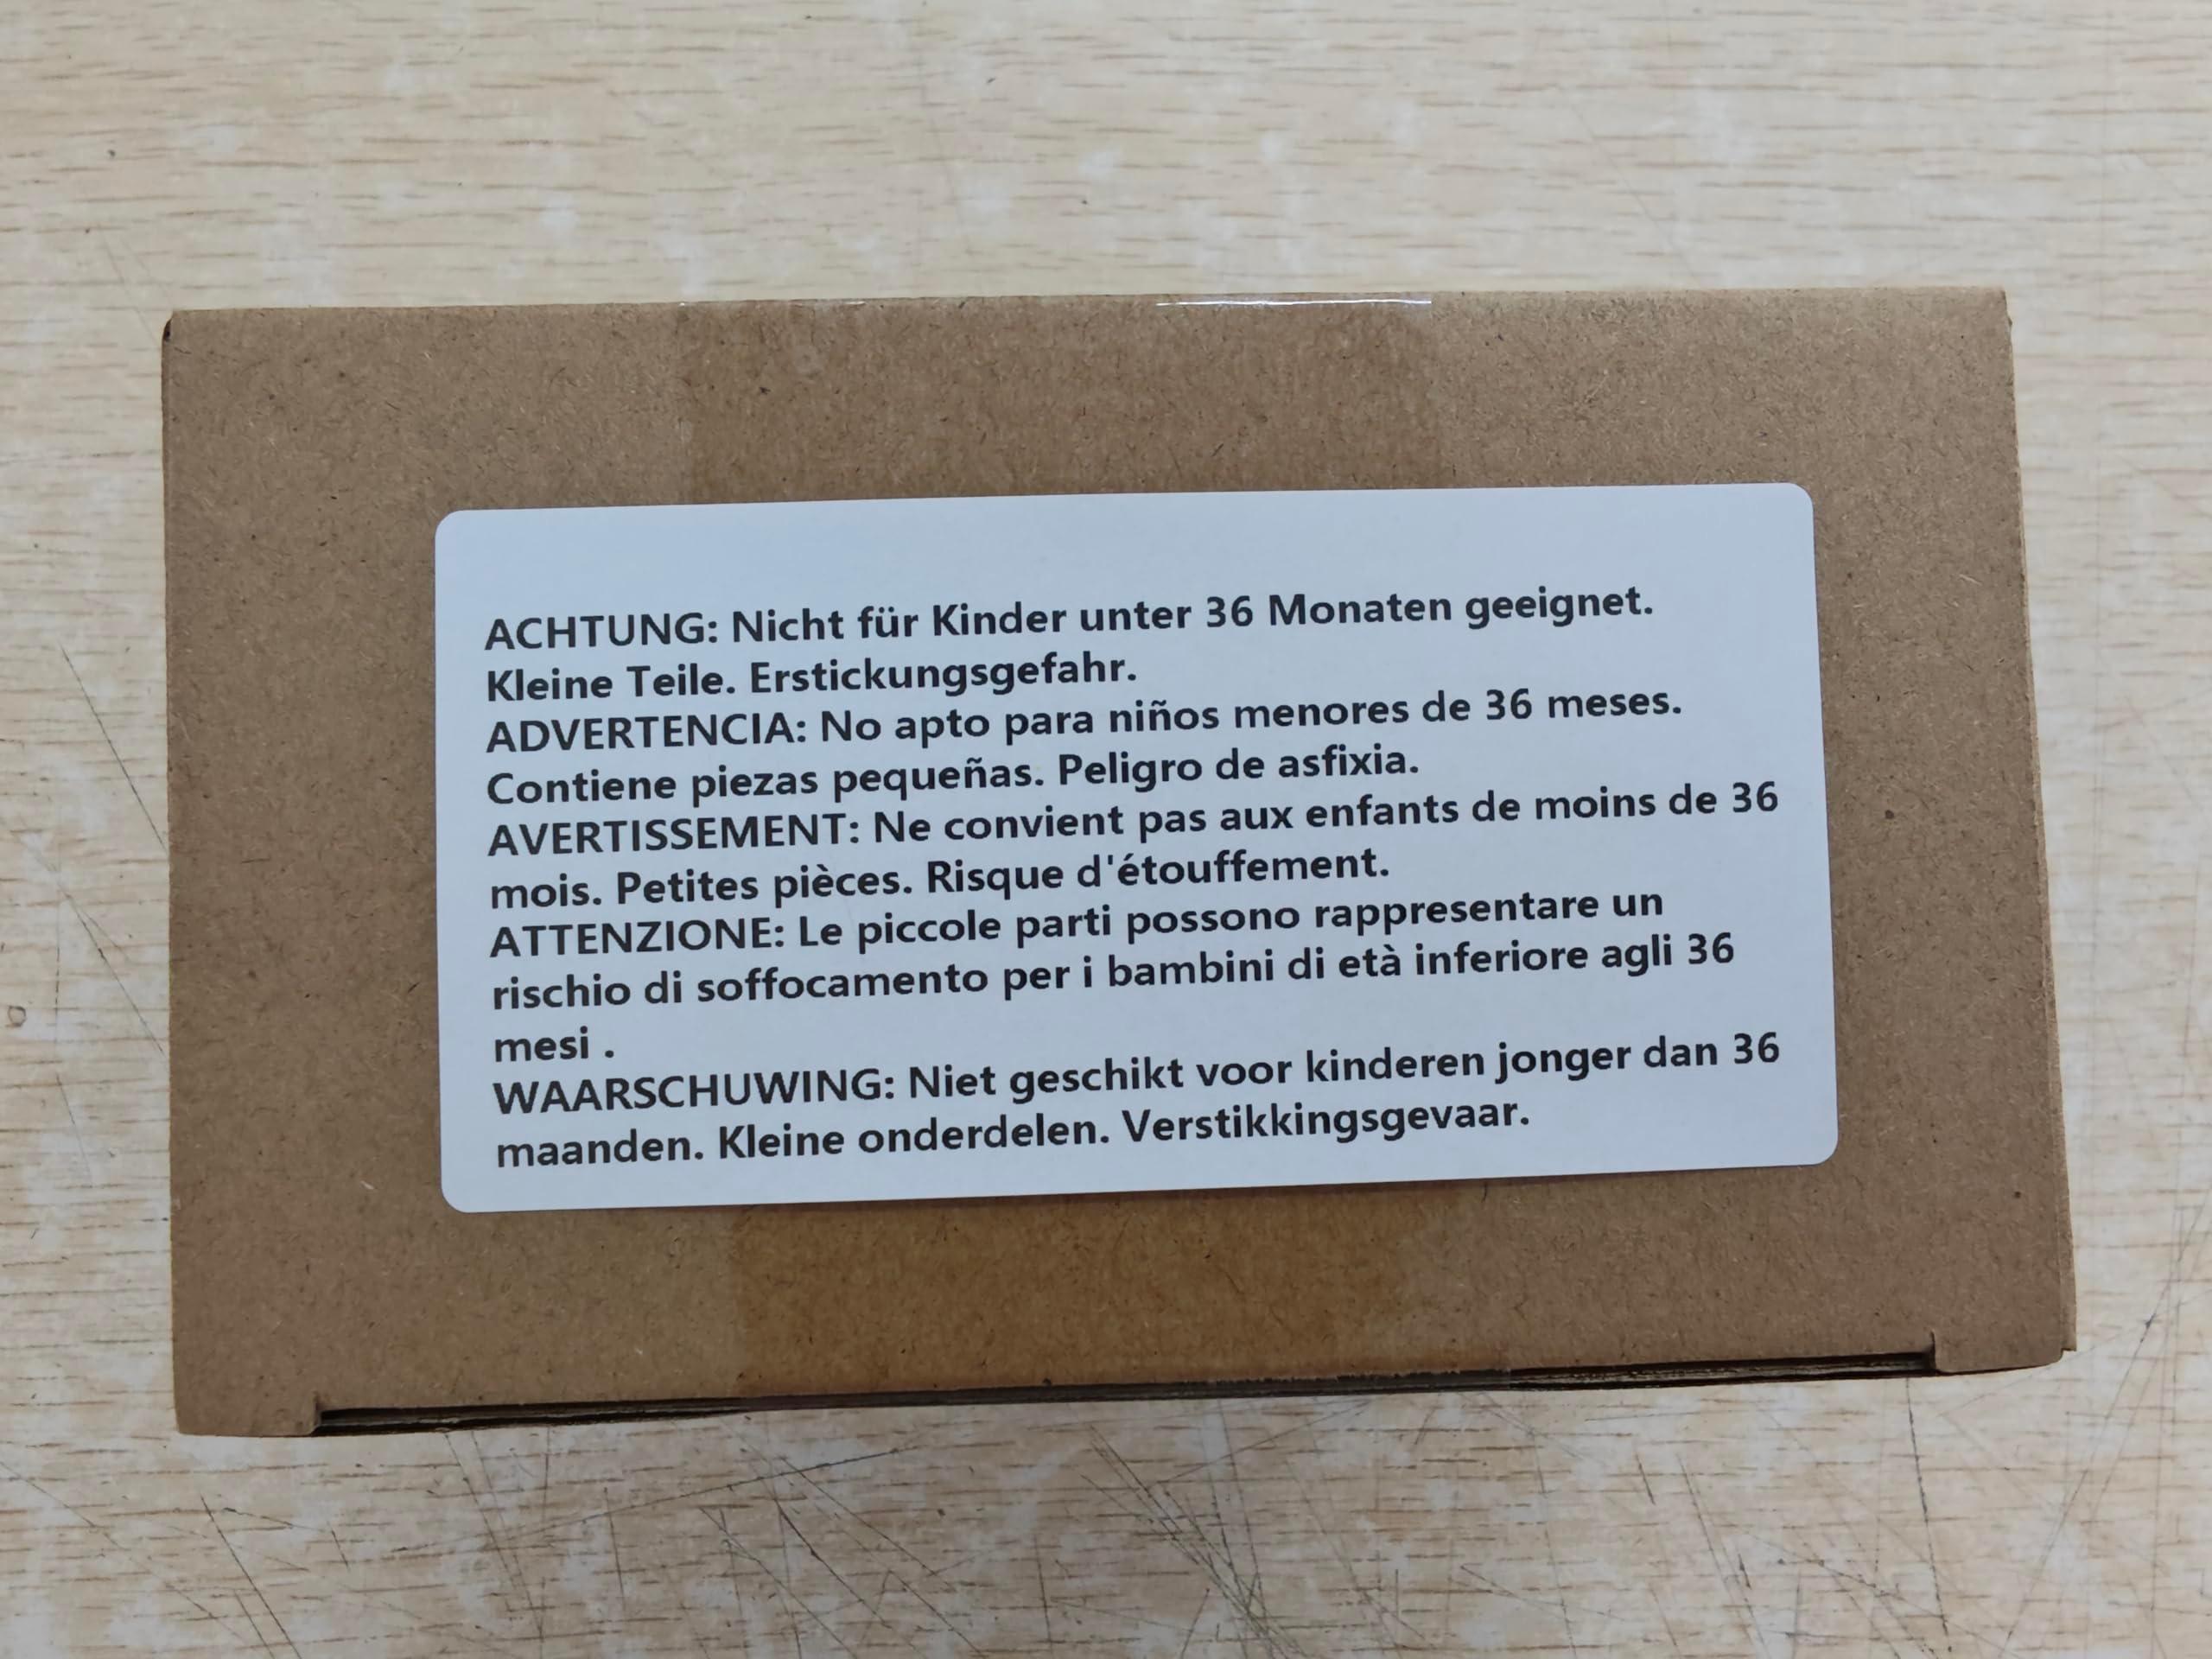 ACHTUNG: Nicht für Kinder unter 36 Monaten geeignet.
Kleine Teile. Erstickungsgefahr.
ADVERTENCIA: No apto para niños menores de 36 meses.
Contiene piezas pequeñas. Peligro de asfixia.
AVERTISSEMENT: Ne convient pas aux enfants de moins de 36
mois. Petites pièces. Risque d'étouffement.
ATTENZIONE: Le piccole parti possono rappresentare un
rischio di soffocamento per i bambini di età inferiore agli 36
mesi .
WAARSCHUWING: Niet geschikt voor kinderen jonger dan 36
maanden. Kleine onderdelen. Verstikkingsgevaar.